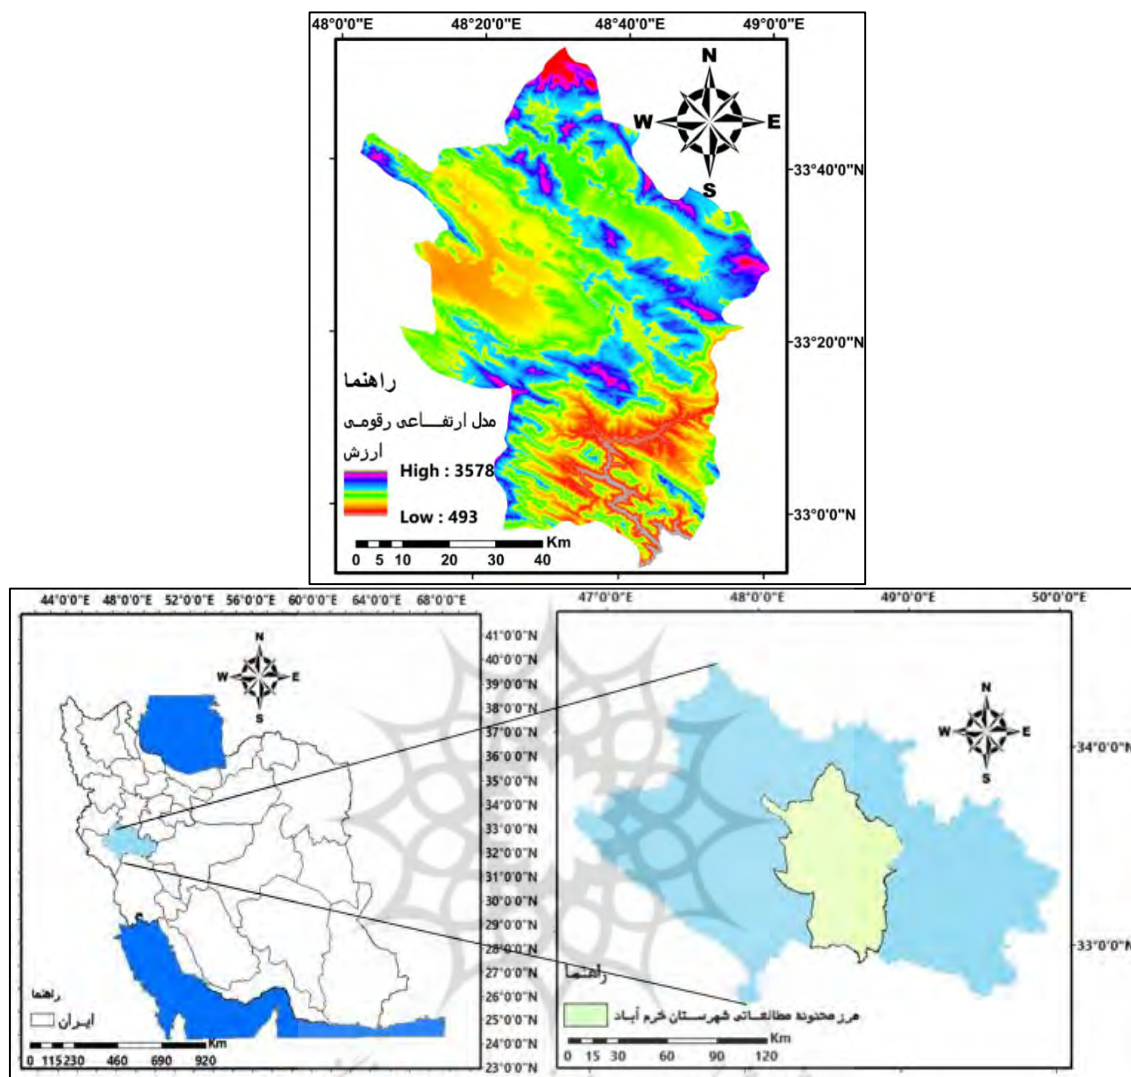 48°0'0"E 48°20'0"E 48°40'0"E 49°0'0"E
N
W E
S
33°40'0"N
33°20'0"N
33°0'0"N
راهنما
مدل ارتفاعی رقومی
ارزش
High : 3578
Low : 493
Km
0 5 10 20 30 40
44°0'0"E 48°0'0"E 52°0'0"E 56°0'0"E 60°0'0"E 64°0'0"E 68°0'0"E
N
W E
S
41°0'0"N
40°0'0"N
39°0'0"N
38°0'0"N
37°0'0"N
36°0'0"N
35°0'0"N
34°0'0"N
33°0'0"N
32°0'0"N
31°0'0"N
30°0'0"N
29°0'0"N
28°0'0"N
27°0'0"N
26°0'0"N
25°0'0"N
24°0'0"N
23°0'0"N
راهنما
ایران
Km
0 115 230 460 690 920
47°0'0"E 48°0'0"E 49°0'0"E 50°0'0"E
N
W E
S
34°0'0"N
33°0'0"N
راهنما
مرز محدوده مطالعاتی شهرستان خرم آباد
Km
0 15 30 60 90 120